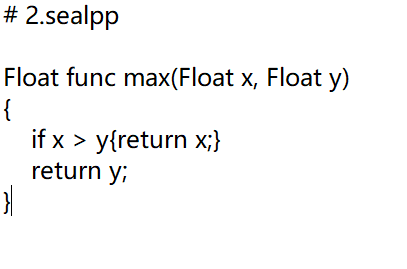 # 2.sealpp
Float func max(Float x, Float y)
{
if x > y{return x;}
return y;
}